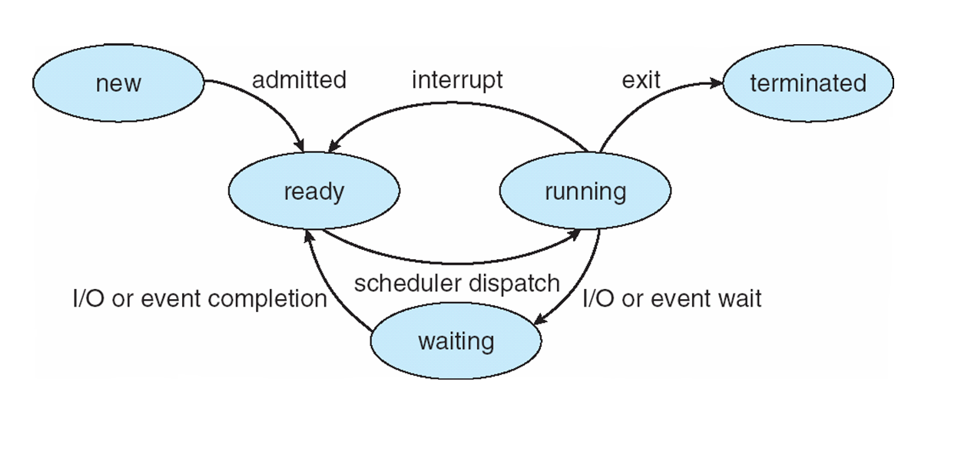 new
admitted
interrupt
exit
terminated
ready
running
scheduler dispatch
I/O or event completion
I/O or event wait
waiting